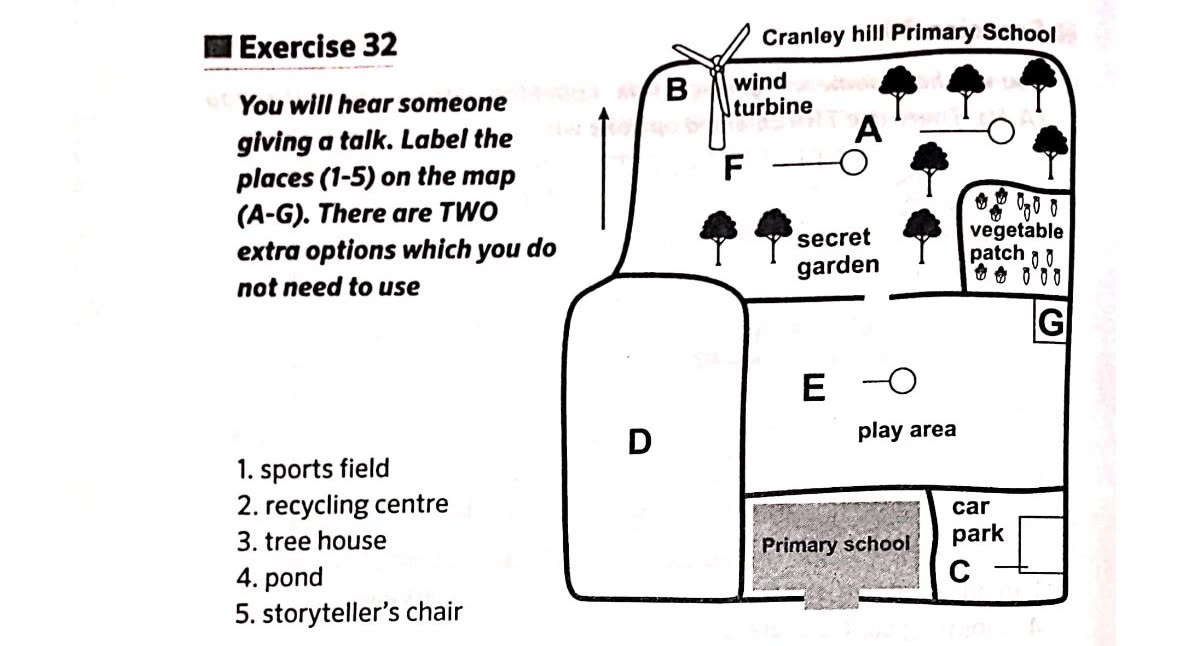 Exercise 32
You will hear someone
giving a talk. Label the
places (1-5) on the map
(A-G). There are TWO
extra options which you do
not need to use
1. sports field
2. recycling centre
3. tree house
4. pond
5. storyteller's chair
Cranley hill Primary School
B
wind
turbine
A
F
secret
garden
vegetable
patch
G
E
play area
D
Primary school
car
park
C